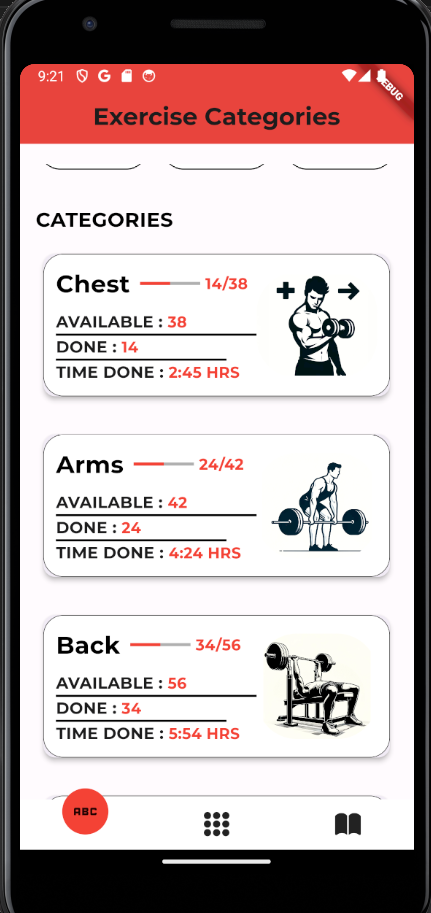 9:21
EBUG
Exercise Categories
CATEGORIES
Chest 14/38
AVAILABLE : 38
DONE : 14
TIME DONE : 2:45 HRS
Arms 24/42
AVAILABLE : 42
DONE : 24
TIME DONE : 4:24 HRS
Back 34/56
AVAILABLE : 56
DONE : 34
TIME DONE : 5:54 HRS
ABC